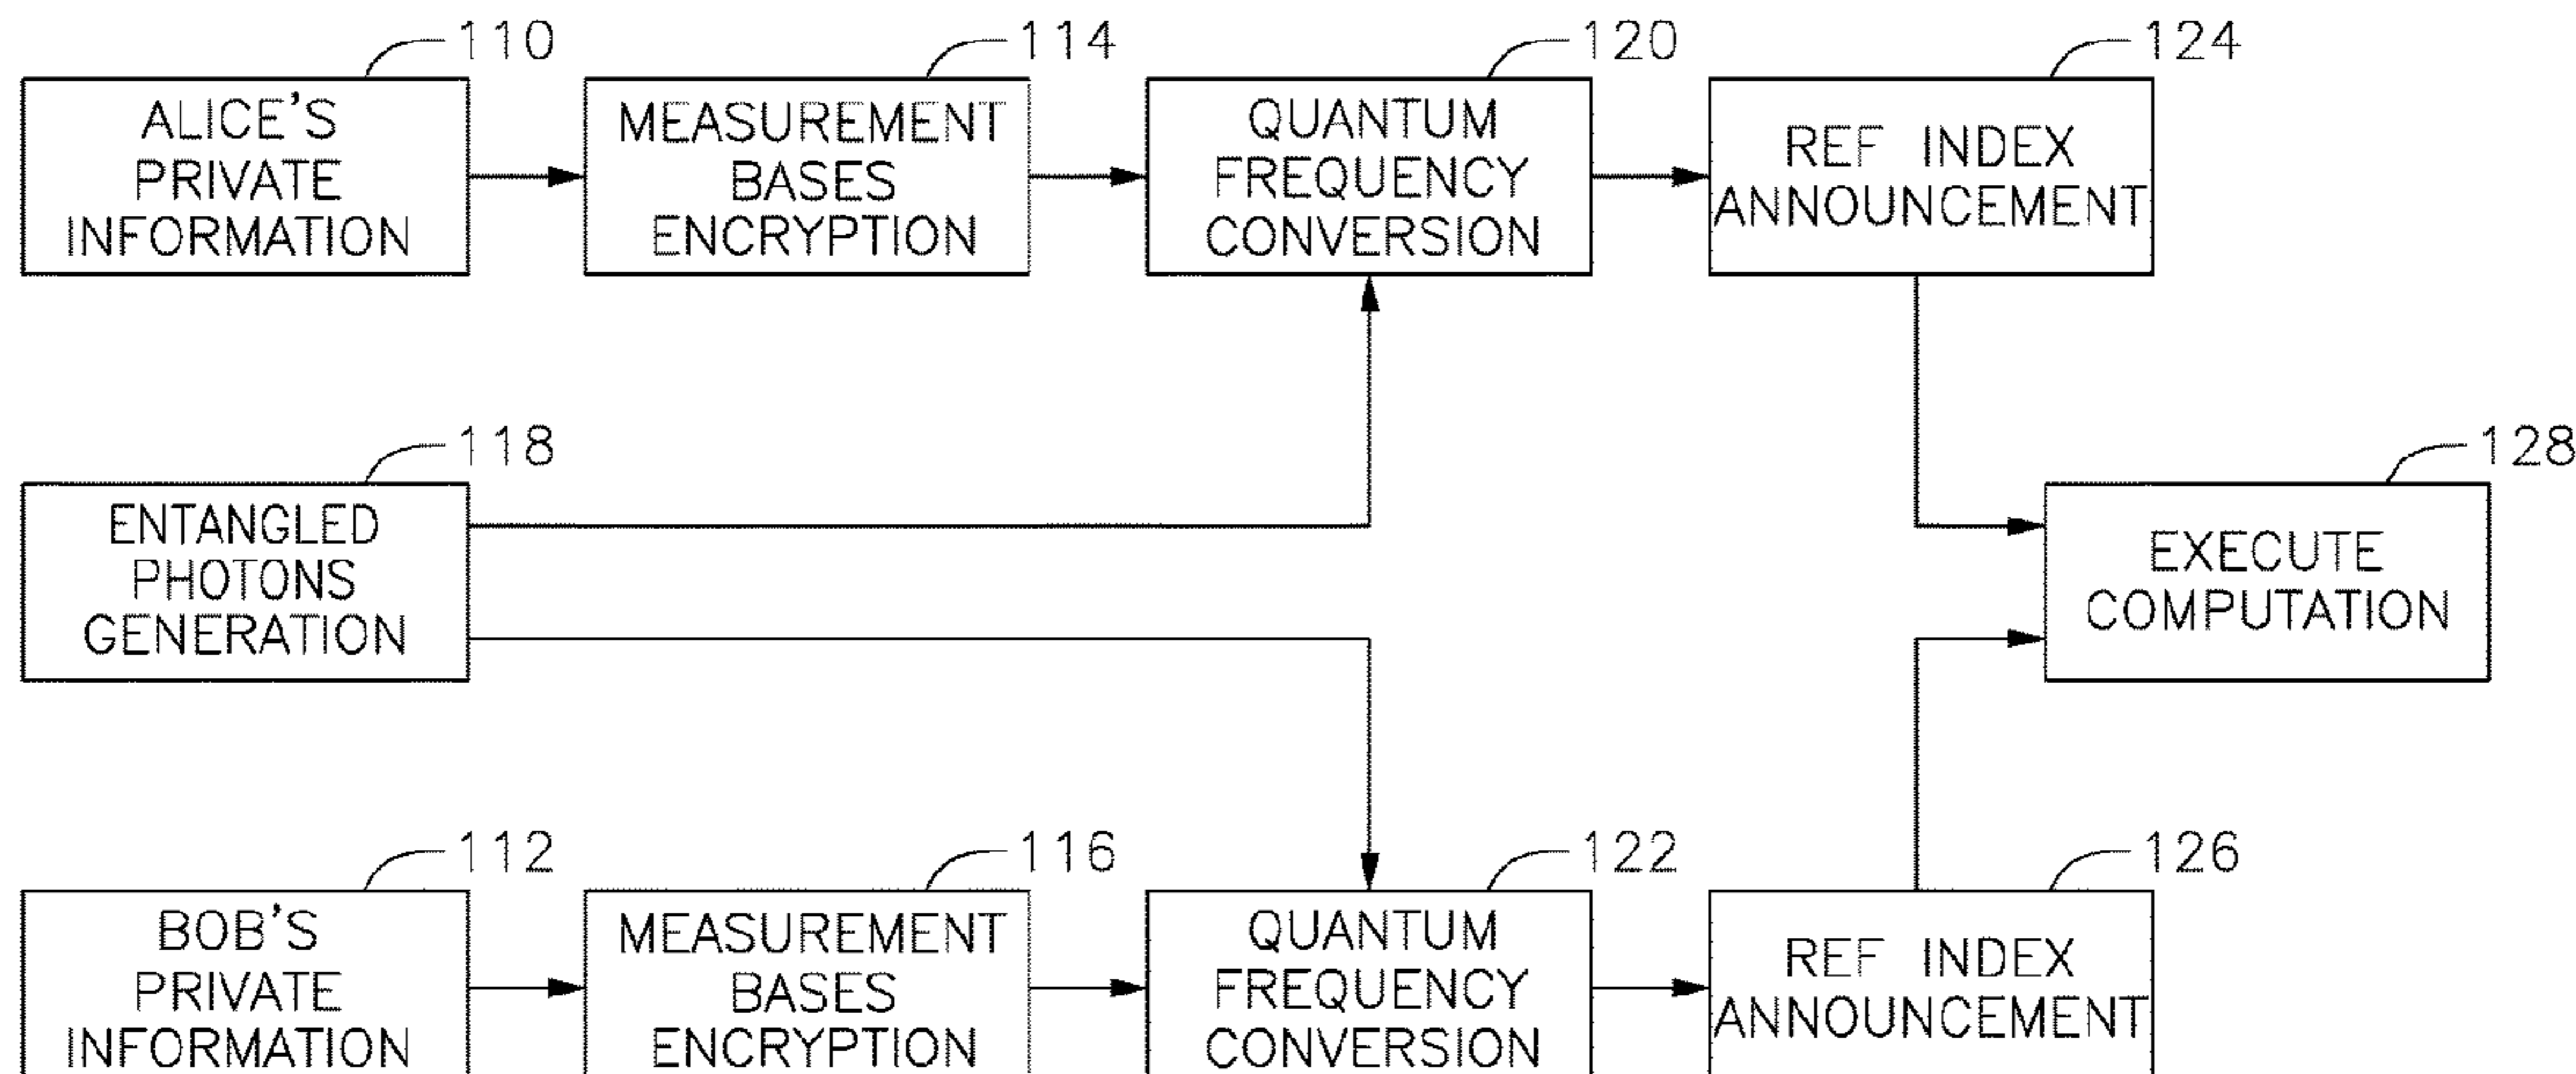 110
114
120
124
ALICE'S
PRIVATE
INFORMATION
MEASUREMENT
BASES
ENCRYPTION
QUANTUM
FREQUENCY
CONVERSION
REF INDEX
ANNOUNCEMENT
118
128
ENTANGLED
PHOTONS
GENERATION
EXECUTE
COMPUTATION
112
116
122
126
BOB'S
PRIVATE
INFORMATION
MEASUREMENT
BASES
ENCRYPTION
QUANTUM
FREQUENCY
CONVERSION
REF INDEX
ANNOUNCEMENT